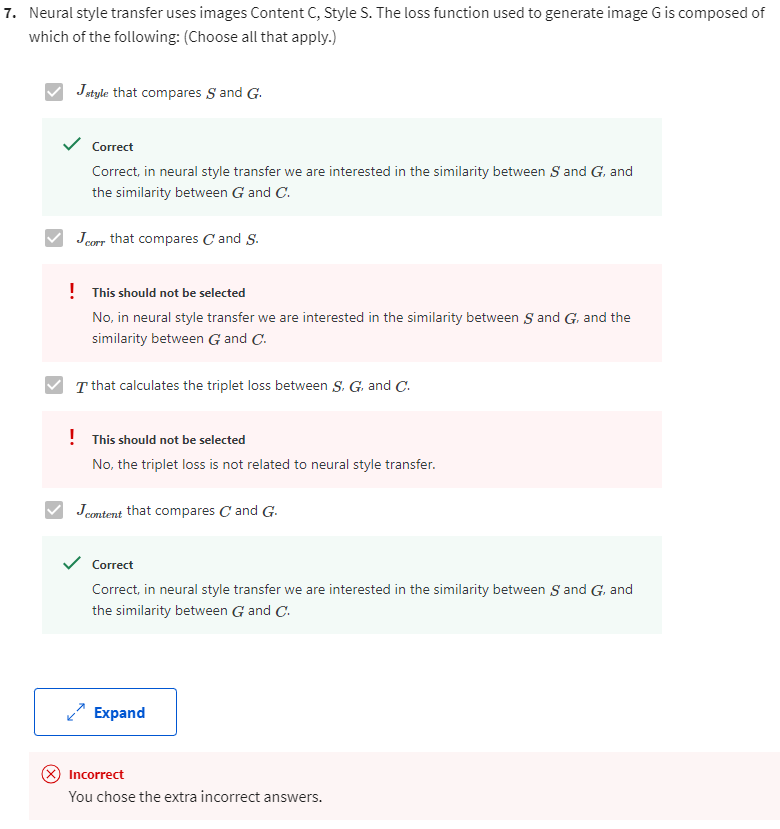 7. Neural style transfer uses images Content C, Style S. The loss function used to generate image G is composed of
which of the following: (Choose all that apply.)
J_style that compares S and G.
Correct
Correct, in neural style transfer we are interested in the similarity between S and G, and
the similarity between G and C.
J_corr that compares C and S.
! This should not be selected
No, in neural style transfer we are interested in the similarity between S and G, and the
similarity between G and C.
T that calculates the triplet loss between S, G, and C.
! This should not be selected
No, the triplet loss is not related to neural style transfer.
J_content that compares C and G.
Correct
Correct, in neural style transfer we are interested in the similarity between S and G, and
the similarity between G and C.
Expand
Incorrect
You chose the extra incorrect answers.